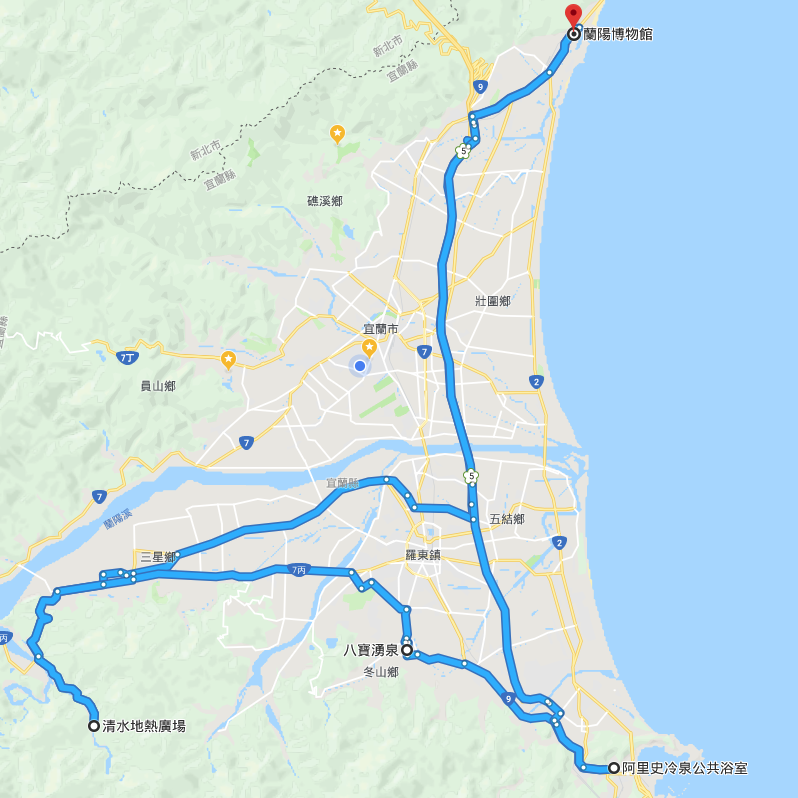 蘭陽博物館
新北市
宜蘭縣
9
5
新北市
宜蘭縣
礁溪鄉
壯圍鄉
宜蘭縣
宜蘭市
7丁
7
員山鄉
2
7
5
宜蘭縣
7
蘭陽溪
五結鄉
2
三星鄉
羅東鎮
7丙
丙
八寶湧泉
冬山鄉
9
清水地熱廣場
阿里史冷泉公共浴室